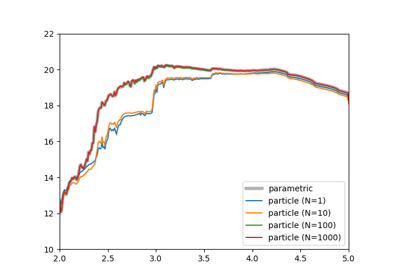 22
20
18
16
14
12
10
2.0 2.5 3.0 3.5 4.0 4.5 5.0
parametric
particle (N=1)
particle (N=10)
particle (N=100)
particle (N=1000)